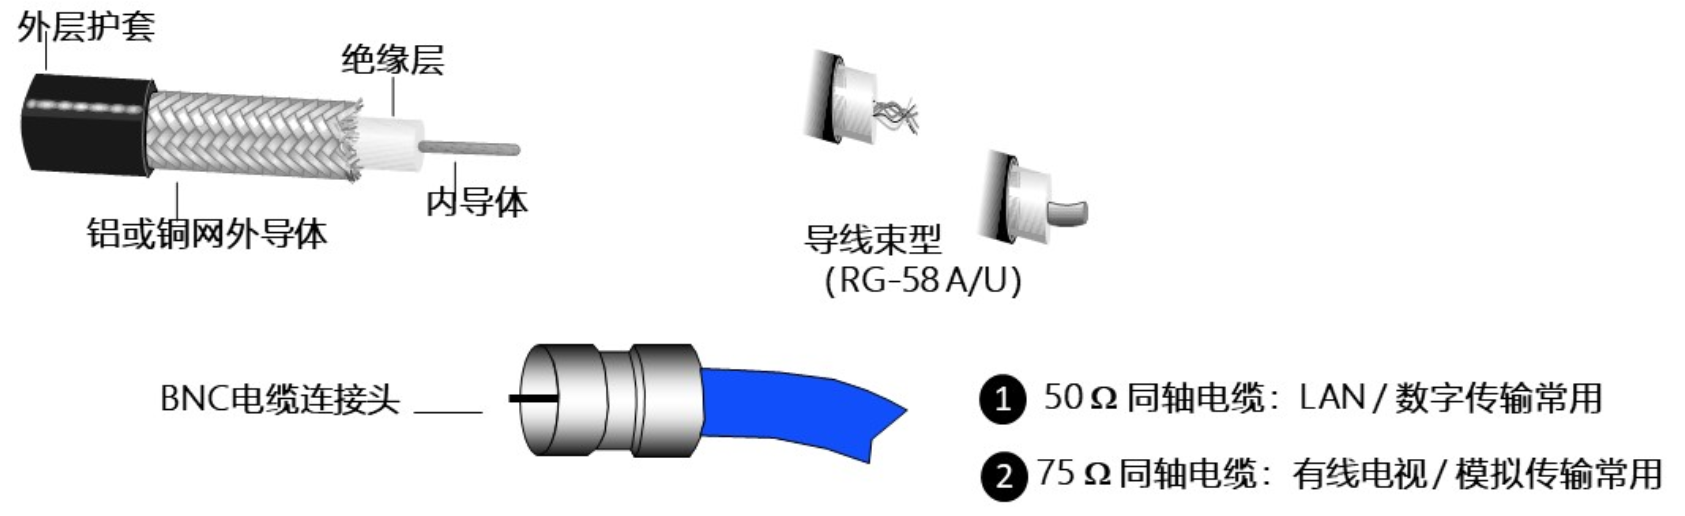 外层护套
绝缘层
内导体
铝或铜网外导体
导线束型
(RG-58 A/U)
BNC电缆连接头
1 50 Ω 同轴电缆：LAN / 数字传输常用
2 75 Ω 同轴电缆：有线电视 / 模拟传输常用